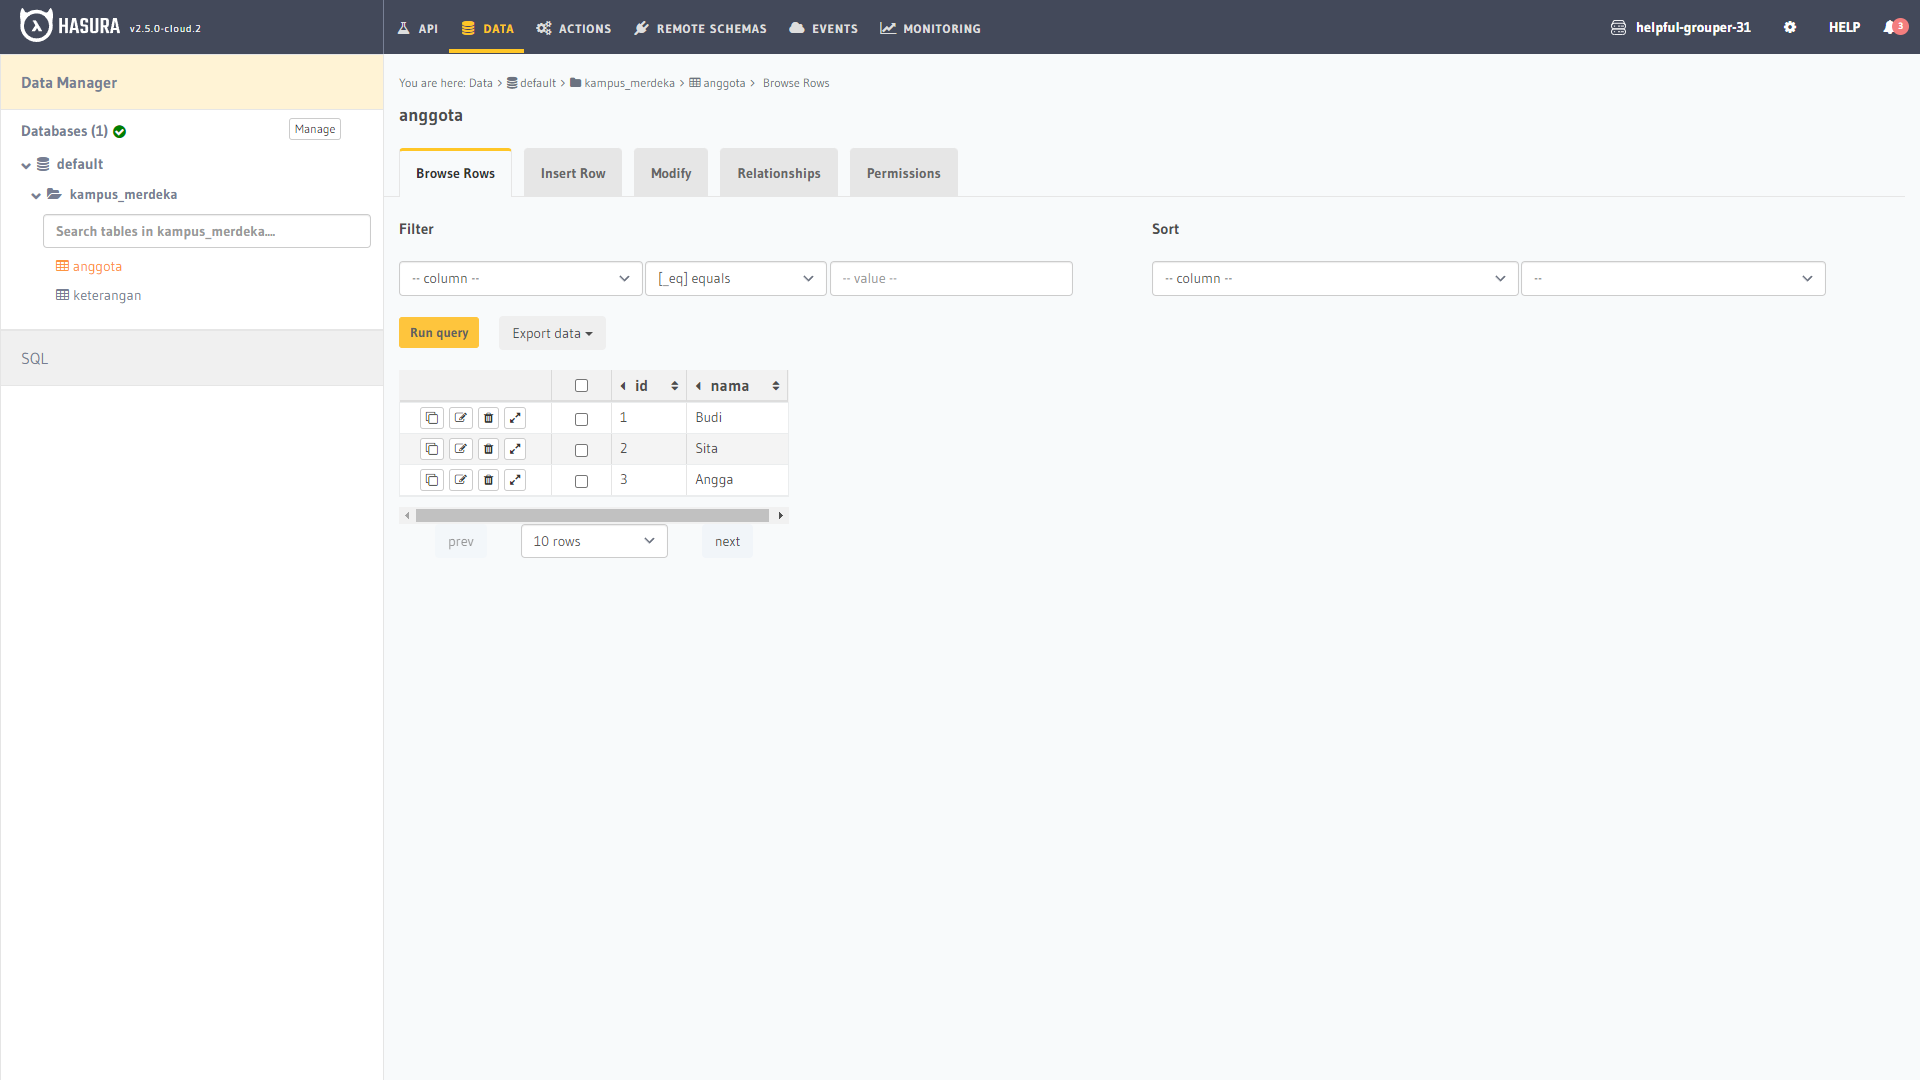 HASURA v2.5.0-cloud.2
API DATA ACTIONS REMOTE SCHEMAS EVENTS MONITORING
helpful-grouper-31 HELP 3
Data Manager
Databases (1) Manage
default
kampus_merdeka
Search tables in kampus_merdeka....
anggota
keterangan
SQL
You are here: Data > default > kampus_merdeka > anggota > Browse Rows
anggota
Browse Rows Insert Row Modify Relationships Permissions
Filter Sort
-- column -- [_eq] equals -- value -- -- column -- --
Run query Export data
id nama
1 Budi
2 Sita
3 Angga
prev 10 rows next